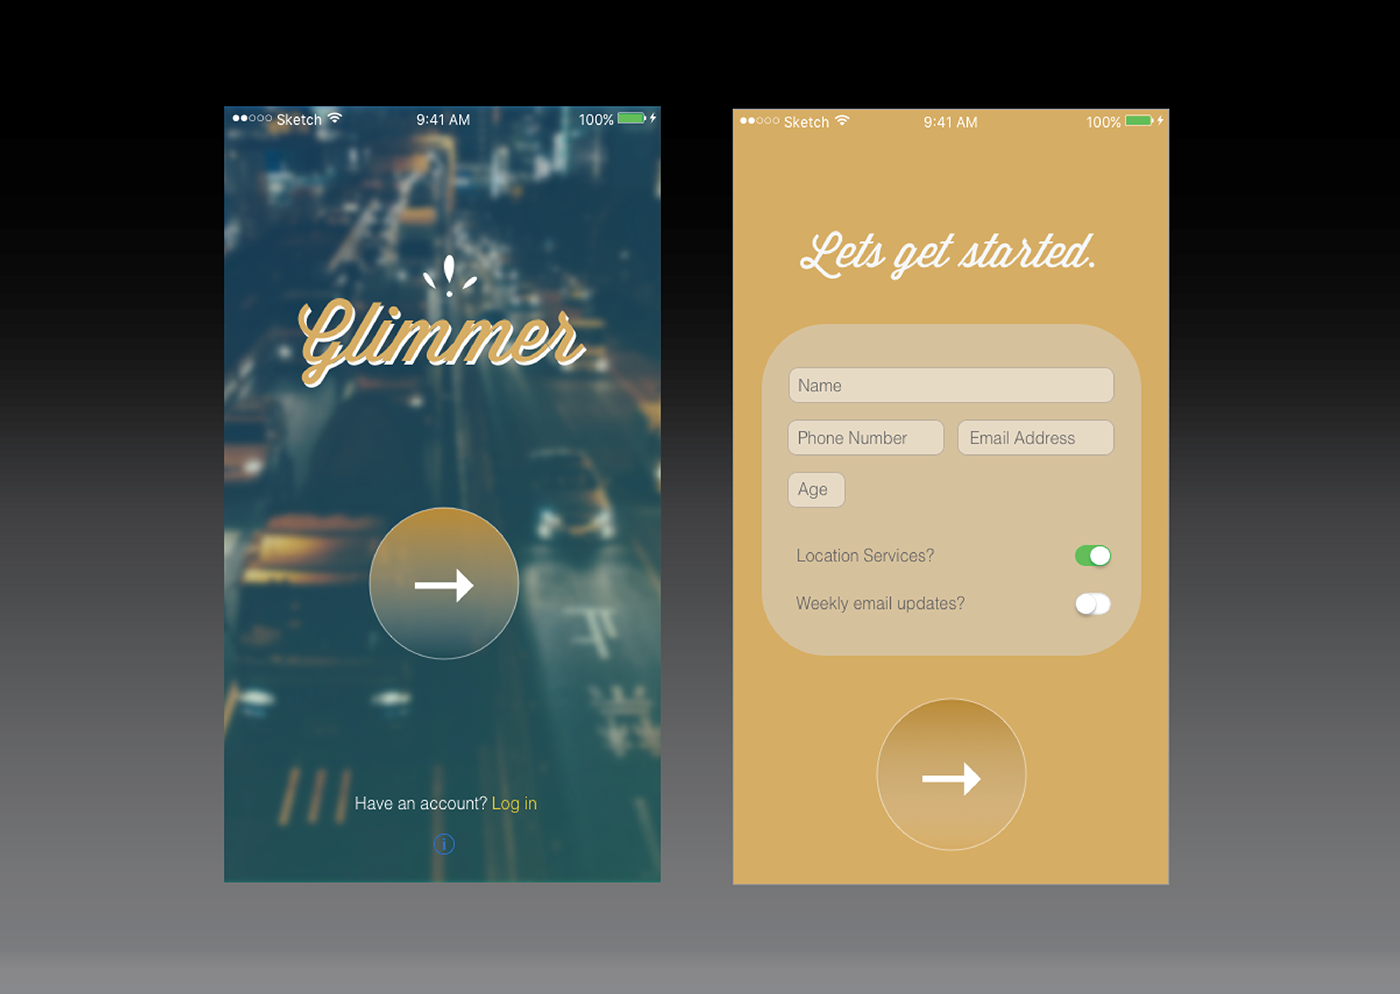 Sketch 9:41 AM 100%
Glimmer
Have an account? Log in
i
Sketch 9:41 AM 100%
Lets get started.
Name
Phone Number Email Address
Age
Location Services?
Weekly email updates?